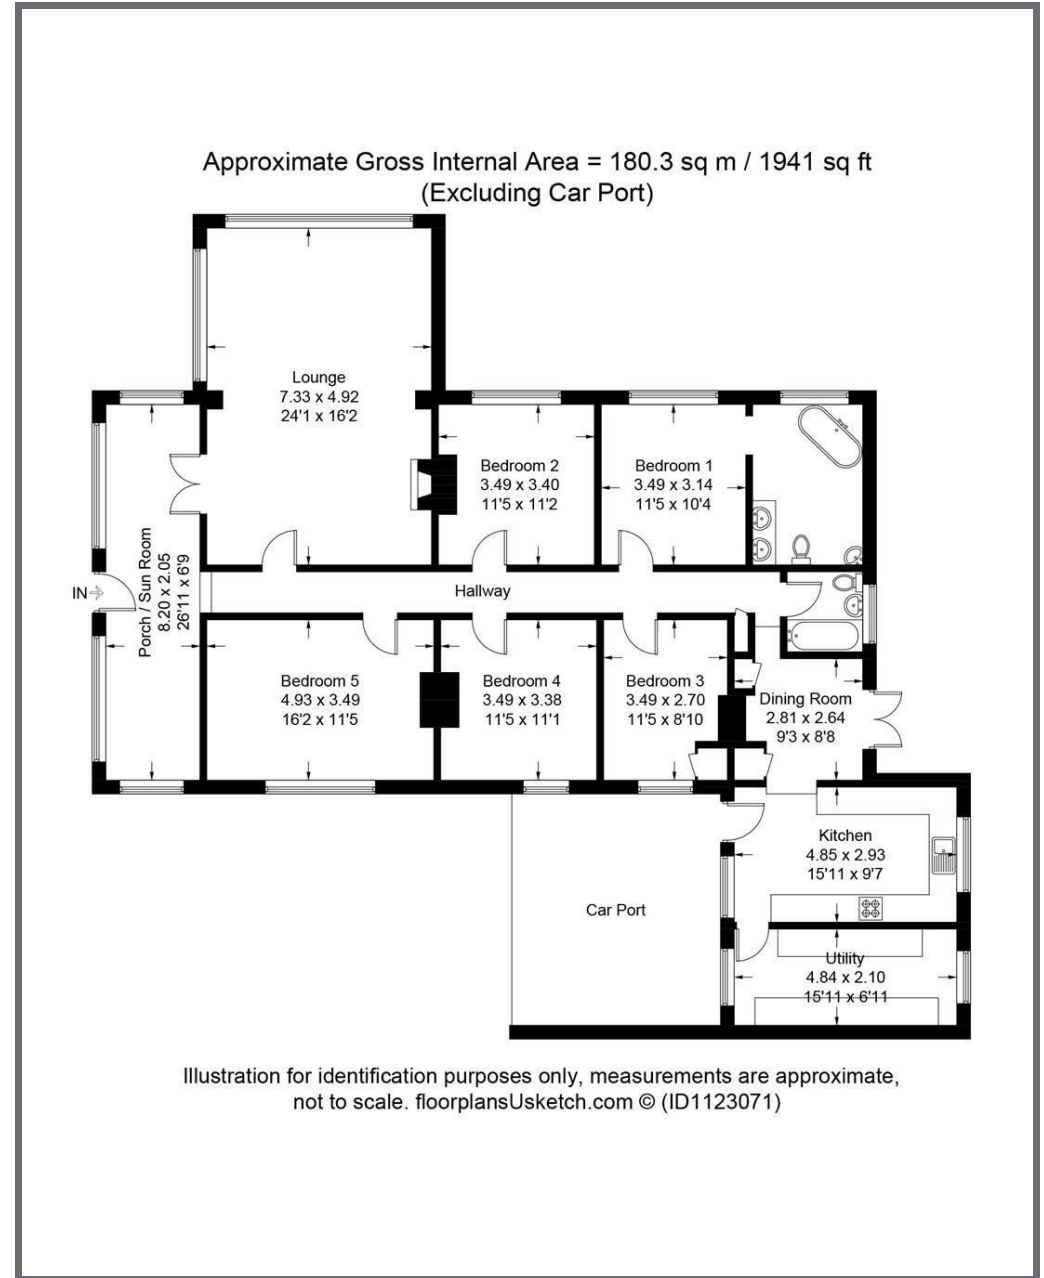 Approximate Gross Internal Area = 180.3 sq m / 1941 sq ft
(Excluding Car Port)
Lounge
7.33 x 4.92
24'1 x 16'2
Bedroom 2
3.49 x 3.40
11'5 x 11'2
Bedroom 1
3.49 x 3.14
11'5 x 10'4
IN
Porch / Sun Room
8.20 x 2.05
26'11 x 6'9
Hallway
Bedroom 5
4.93 x 3.49
16'2 x 11'5
Bedroom 4
3.49 x 3.38
11'5 x 11'1
Bedroom 3
3.49 x 2.70
11'5 x 8'10
Dining Room
2.81 x 2.64
9'3 x 8'8
Kitchen
4.85 x 2.93
15'11 x 9'7
Car Port
Utility
4.84 x 2.10
15'11 x 6'11
Illustration for identification purposes only, measurements are approximate,
not to scale. floorplansUsketch.com © (ID1123071)